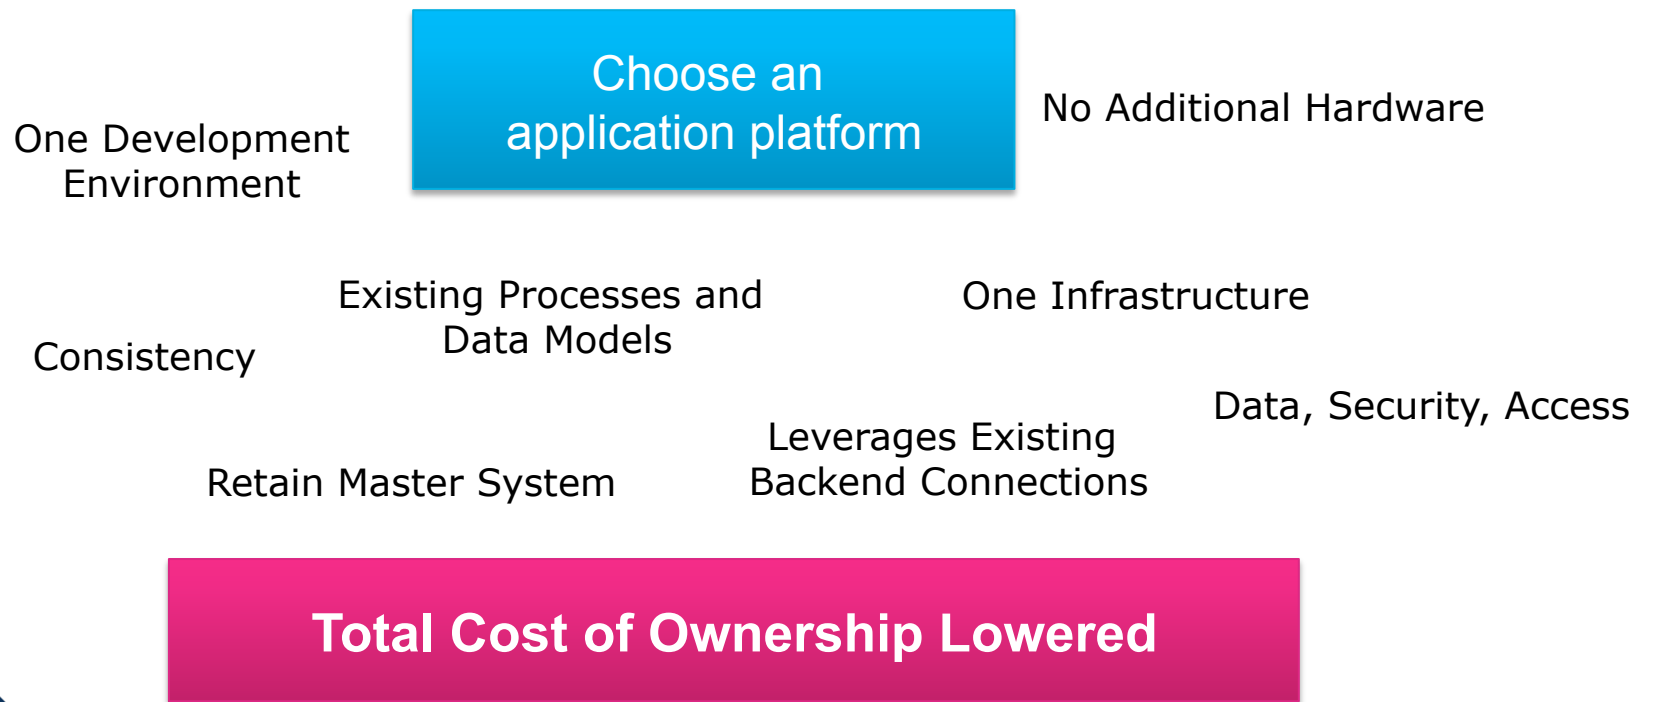 Choose an
application platform
No Additional Hardware
One Development
Environment
Existing Processes and
Data Models
One Infrastructure
Consistency
Data, Security, Access
Leverages Existing
Backend Connections
Retain Master System
Total Cost of Ownership Lowered